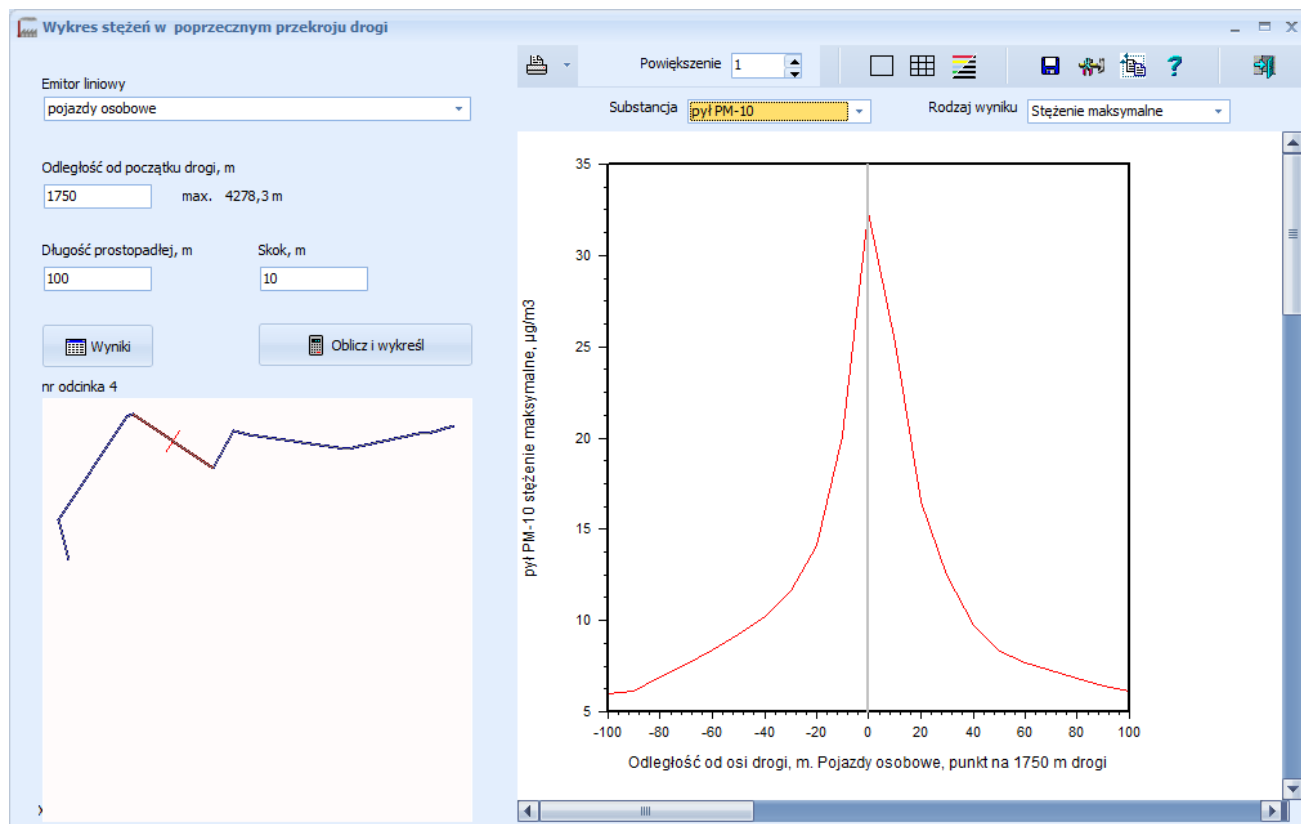 Wykres stężeń w poprzecznym przekroju drogi
Emitor liniowy
pojazdy osobowe
Odległość od początku drogi, m
1750 max. 4278,3 m
Długość prostopadłej, m Skok, m
100 10
Wyniki Oblicz i wykreśl
nr odcinka 4
X
Powiększenie 1
Substancja pył PM-10 Rodzaj wyniku Stężenie maksymalne
pył PM-10 stężenie maksymalne, µg/m3
35
30
25
20
15
10
5
-100 -80 -60 -40 -20 0 20 40 60 80 100
Odległość od osi drogi, m. Pojazdy osobowe, punkt na 1750 m drogi